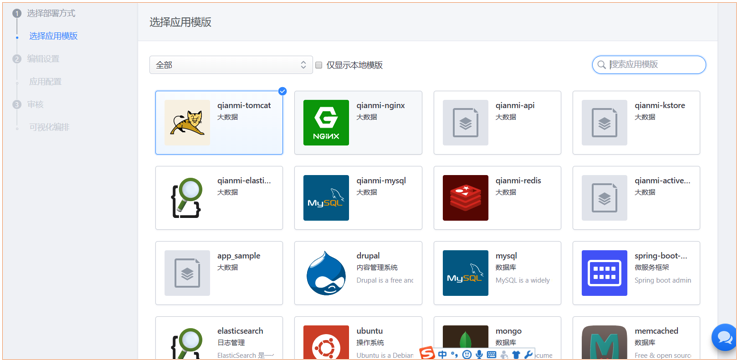 1 选择部署方式
选择应用模版
2 编辑设置
应用配置
3 审核
可视化编排
选择应用模版
全部
仅显示本地模版
搜索应用模版
qianmi-tomcat
大数据
qianmi-nginx
大数据
NGINX
qianmi-api
大数据
qianmi-kstore
大数据
qianmi-elasti...
大数据
qianmi-mysql
大数据
MySQL
qianmi-redis
大数据
qianmi-active...
大数据
app_sample
大数据
drupal
内容管理系统
Drupal is a free and
mysql
数据库
MySQL is a widely
MySQL
spring-boot-...
微服务框架
Spring boot admin
elasticsearch
日志管理
ElasticSearch 是一
ubuntu
操作系统
Ubuntu is a Debian
mongo
数据库
cume
memcached
数据库
Free & open sourc
中